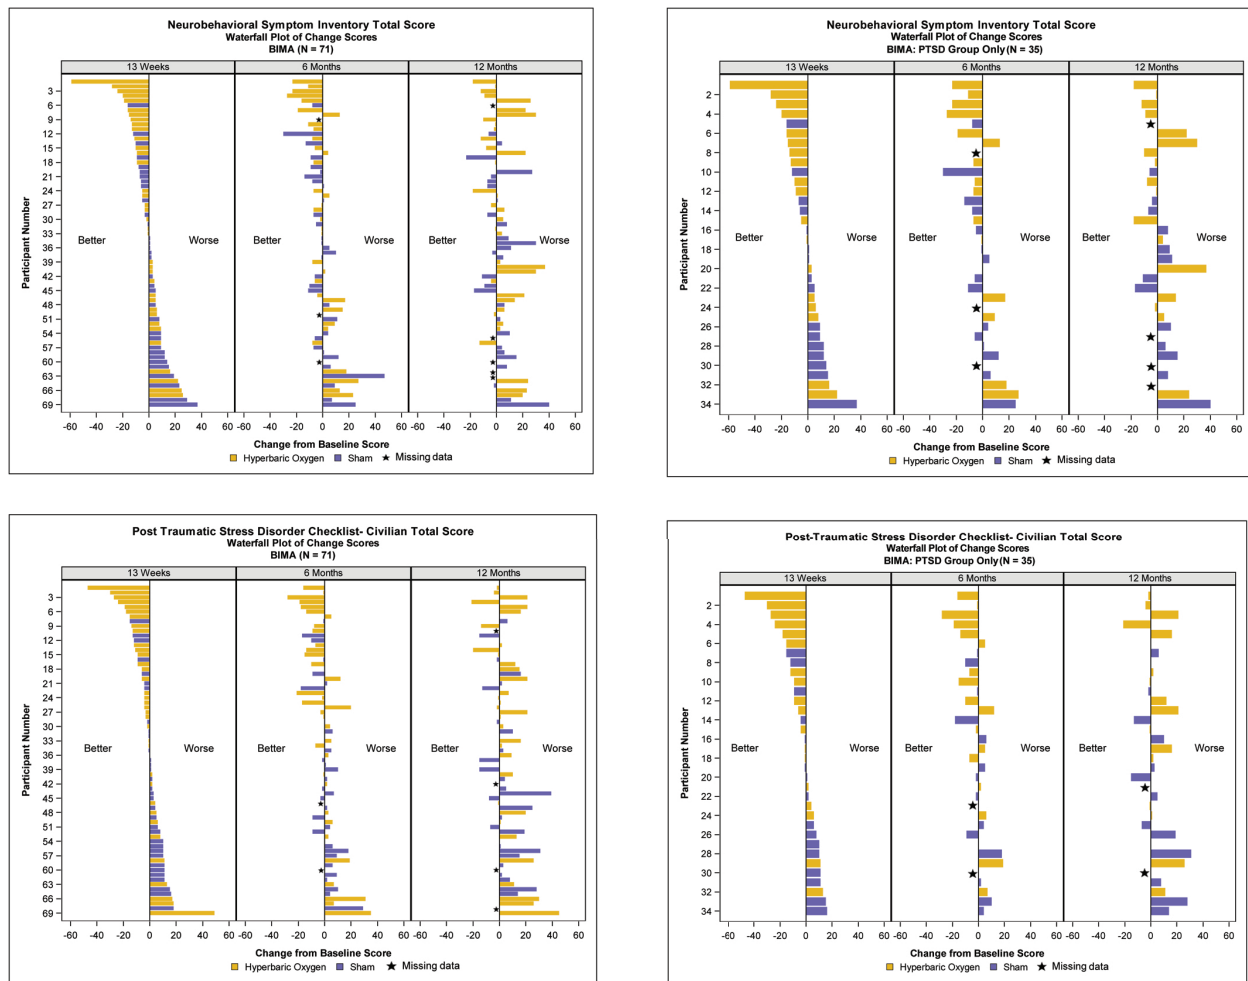 Neurobehavioral Symptom Inventory Total Score
Waterfall Plot of Change Scores
BIMA (N = 71)
13 Weeks 6 Months 12 Months
Participant Number
3
6
9
12
15
18
21
24
27
30
33
36
39
42
45
48
51
54
57
60
63
66
69
Better Worse Better Worse Better Worse
-60 -40 -20 0 20 40 60 -60 -40 -20 0 20 40 60 -60 -40 -20 0 20 40 60
Change from Baseline Score
Hyperbaric Oxygen Sham ★ Missing data
Neurobehavioral Symptom Inventory Total Score
Waterfall Plot of Change Scores
BIMA: PTSD Group Only(N = 35)
13 Weeks 6 Months 12 Months
Participant Number
2
4
6
8
10
12
14
16
18
20
22
24
26
28
30
32
34
Better Worse Better Worse Better Worse
-60 -40 -20 0 20 40 60 -60 -40 -20 0 20 40 60 -60 -40 -20 0 20 40 60
Change from Baseline Score
Hyperbaric Oxygen Sham ★ Missing data
Post Traumatic Stress Disorder Checklist- Civilian Total Score
Waterfall Plot of Change Scores
BIMA (N = 71)
13 Weeks 6 Months 12 Months
Participant Number
3
6
9
12
15
18
21
24
27
30
33
36
39
42
45
48
51
54
57
60
63
66
69
Better Worse Better Worse Better Worse
-60 -40 -20 0 20 40 60 -60 -40 -20 0 20 40 60 -60 -40 -20 0 20 40 60
Change from Baseline Score
Hyperbaric Oxygen Sham ★ Missing data
Post-Traumatic Stress Disorder Checklist- Civilian Total Score
Waterfall Plot of Change Scores
BIMA: PTSD Group Only(N = 35)
13 Weeks 6 Months 12 Months
Participant Number
2
4
6
8
10
12
14
16
18
20
22
24
26
28
30
32
34
Better Worse Better Worse Better Worse
-60 -40 -20 0 20 40 60 -60 -40 -20 0 20 40 60 -60 -40 -20 0 20 40 60
Change from Baseline Score
Hyperbaric Oxygen Sham ★ Missing data